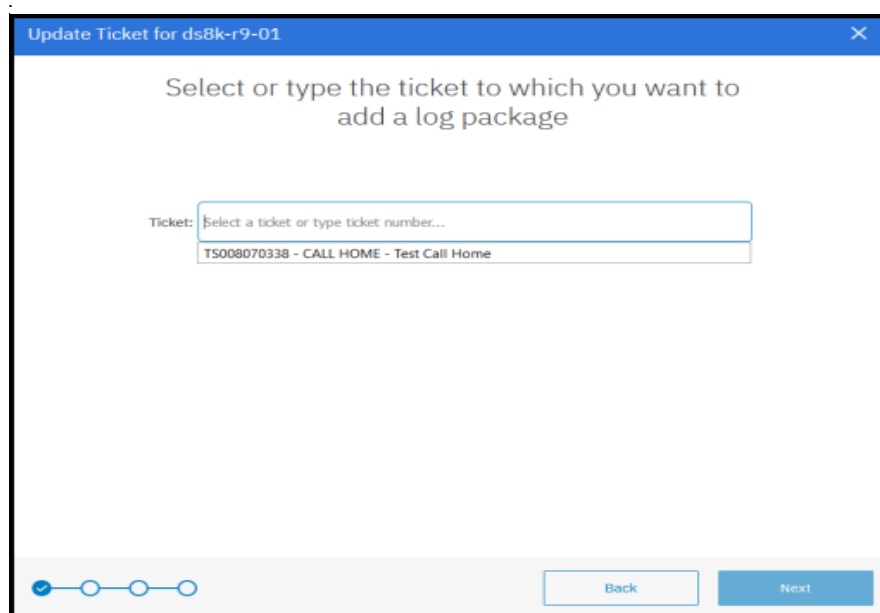 Update Ticket for ds8k-r9-01
Select or type the ticket to which you want to
add a log package
Ticket: Select a ticket or type ticket number...
TS008070338 - CALL HOME - Test Call Home
Back Next